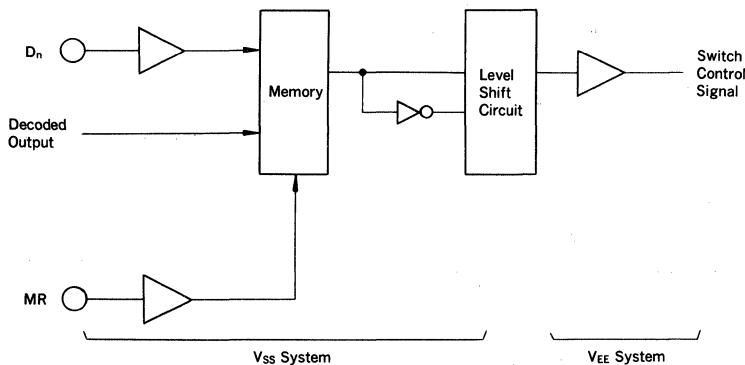 Dn
Decoded
Output
Memory
Level
Shift
Circuit
Switch
Control
Signal
MR
VSS System
VEE System